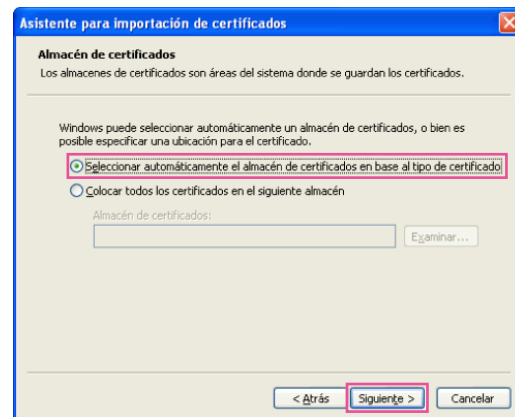 Asistente para importación de certificados
Almacén de certificados
Los almacenes de certificados son áreas del sistema donde se guardan los certificados.
Windows puede seleccionar automáticamente un almacén de certificados, o bien es
posible especificar una ubicación para el certificado.
Seleccionar automáticamente el almacén de certificados en base al tipo de certificado
Colocar todos los certificados en el siguiente almacén
Almacén de certificados:
Examinar...
< Atrás
Siguiente >
Cancelar